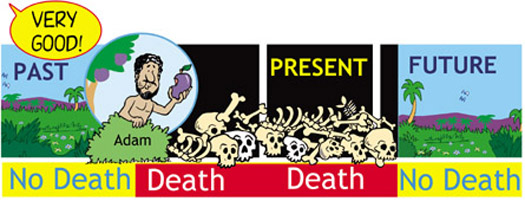 VERY
GOOD!
PAST
PRESENT
FUTURE
Adam
No Death
Death
Death
No Death